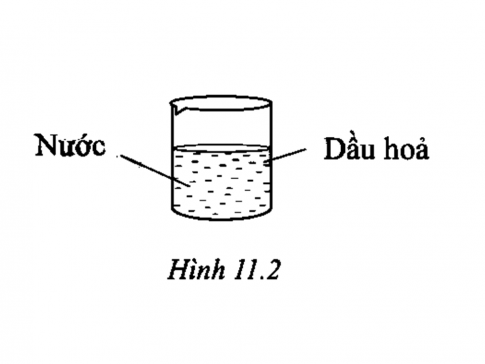 Nước
Dầu hoả
Hình 11.2